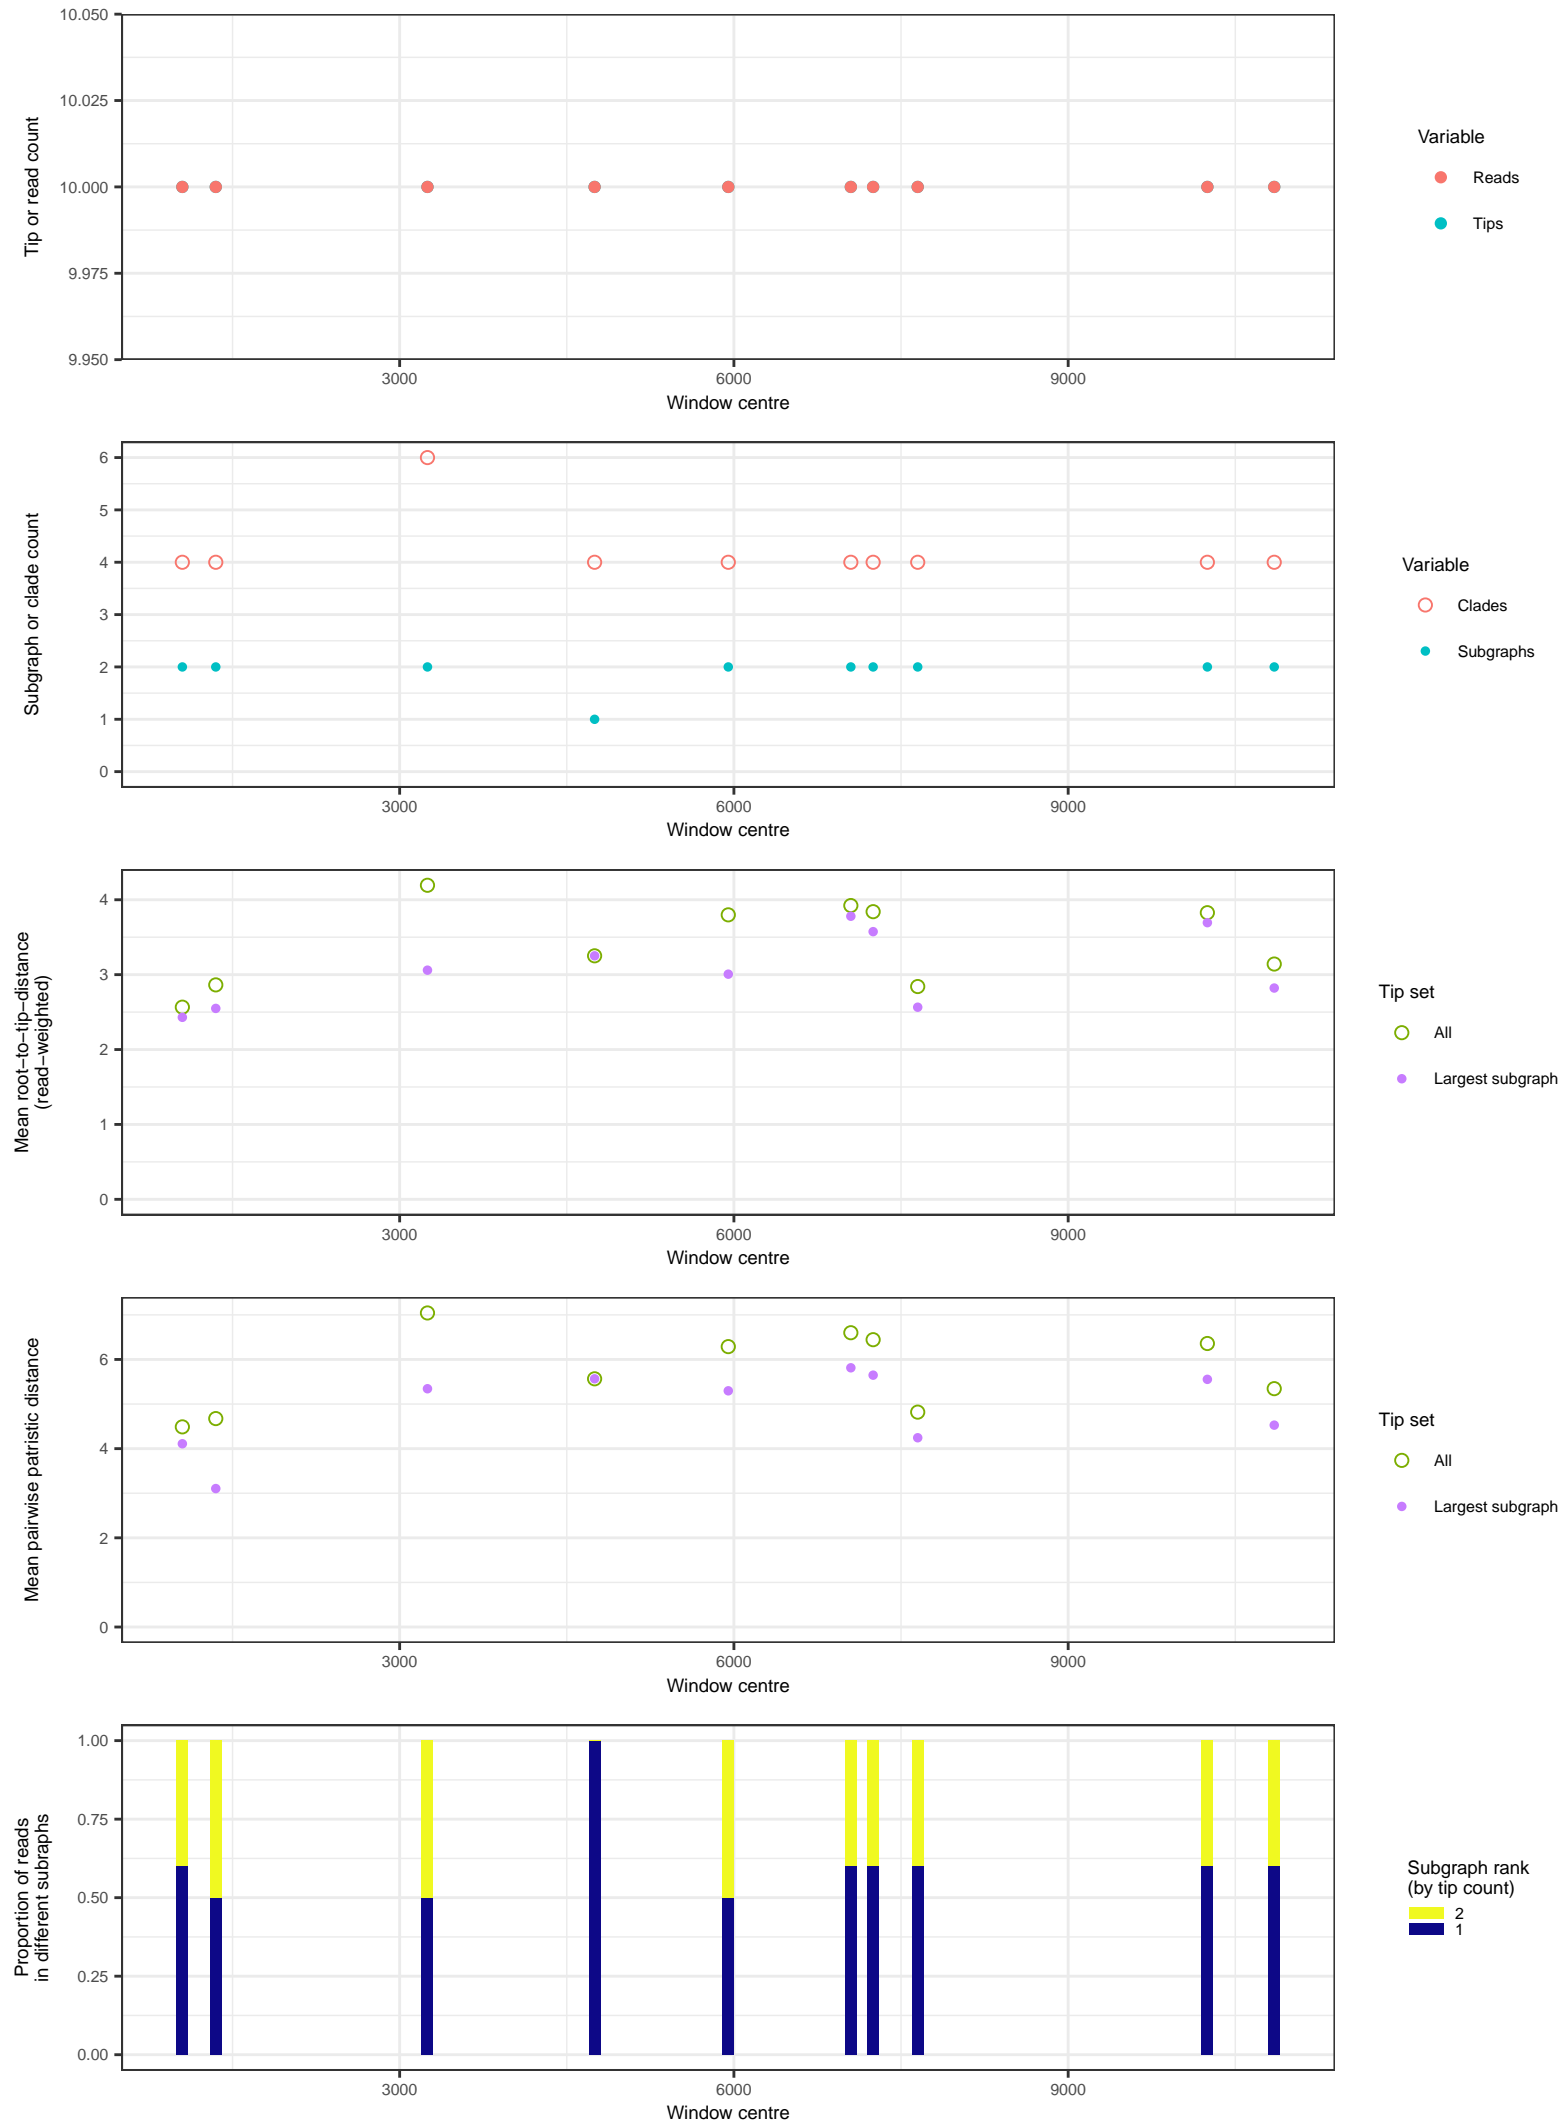 10.050
10.025
10.000
9.975
9.950
Tip or read count
3000
6000
9000
Window centre
Variable
Reads
Tips
6
5
4
3
2
1
0
Subgraph or clade count
3000
6000
9000
Window centre
Variable
Clades
Subgraphs
4
3
2
1
0
Mean root−to−tip−distance
(read−weighted)
3000
6000
9000
Window centre
Tip set
All
Largest subgraph
6
4
2
0
Mean pairwise patristic distance
3000
6000
9000
Window centre
Tip set
All
Largest subgraph
1.00
0.75
0.50
0.25
0.00
Proportion of reads
in different subraphs
3000
6000
9000
Window centre
Subgraph rank
(by tip count)
2
1